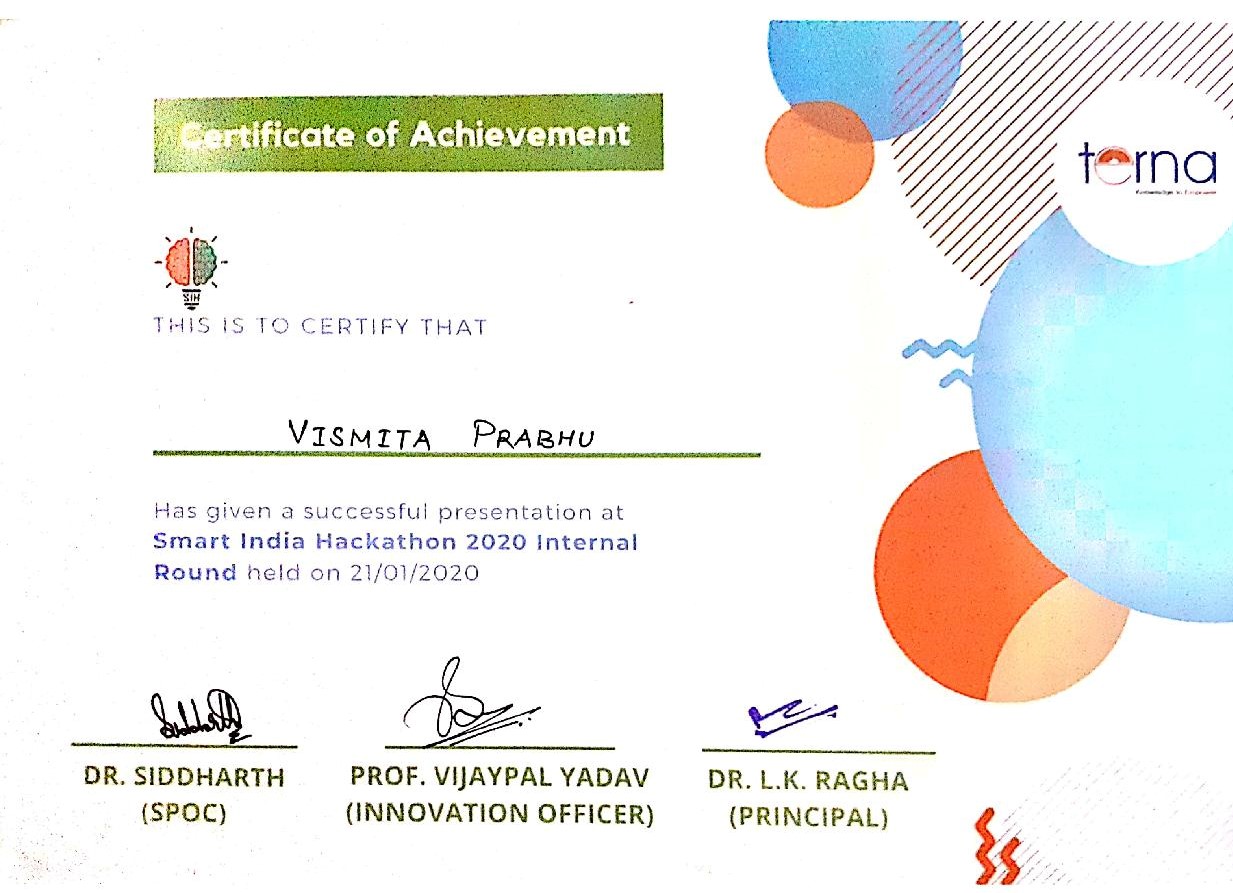 Certificate of Achievement
terna
SIH
THIS IS TO CERTIFY THAT
VISMITA PRABHU
Has given a successful presentation at
Smart India Hackathon 2020 Internal
Round held on 21/01/2020
Siddharth
DR. SIDDHARTH PROF. VIJAYPAL YADAV DR. L.K. RAGHA
(SPOC) (INNOVATION OFFICER) (PRINCIPAL)